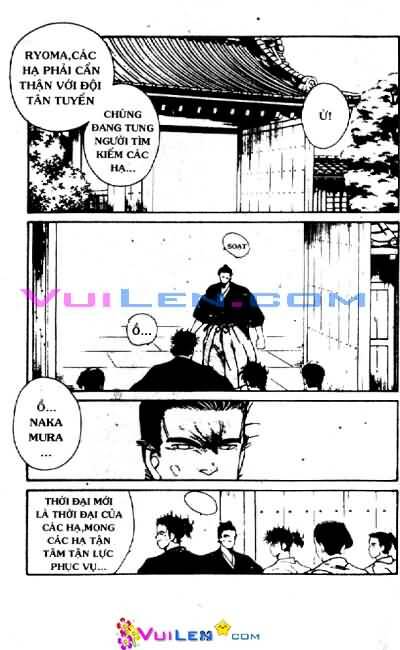 RYOMA,CÁC
HẠ PHẢI CẨN
THẬN VỚI ĐỘI
TÂN TUYỂN
CHÚNG
ĐANG TUNG
NGƯỜI TÌM
KIẾM CÁC
HẠ...
Ử!
SOẠT
VUILEN.COM
Ồ...
Ồ...
NAKA
MURA
...
THỜI ĐẠI MỚI
LÀ THỜI ĐẠI CỦA
CÁC HẠ,MONG
CÁC HẠ TẬN
TÂM TẬN LỰC
PHỤC VỤ...
VUILEN
.COM